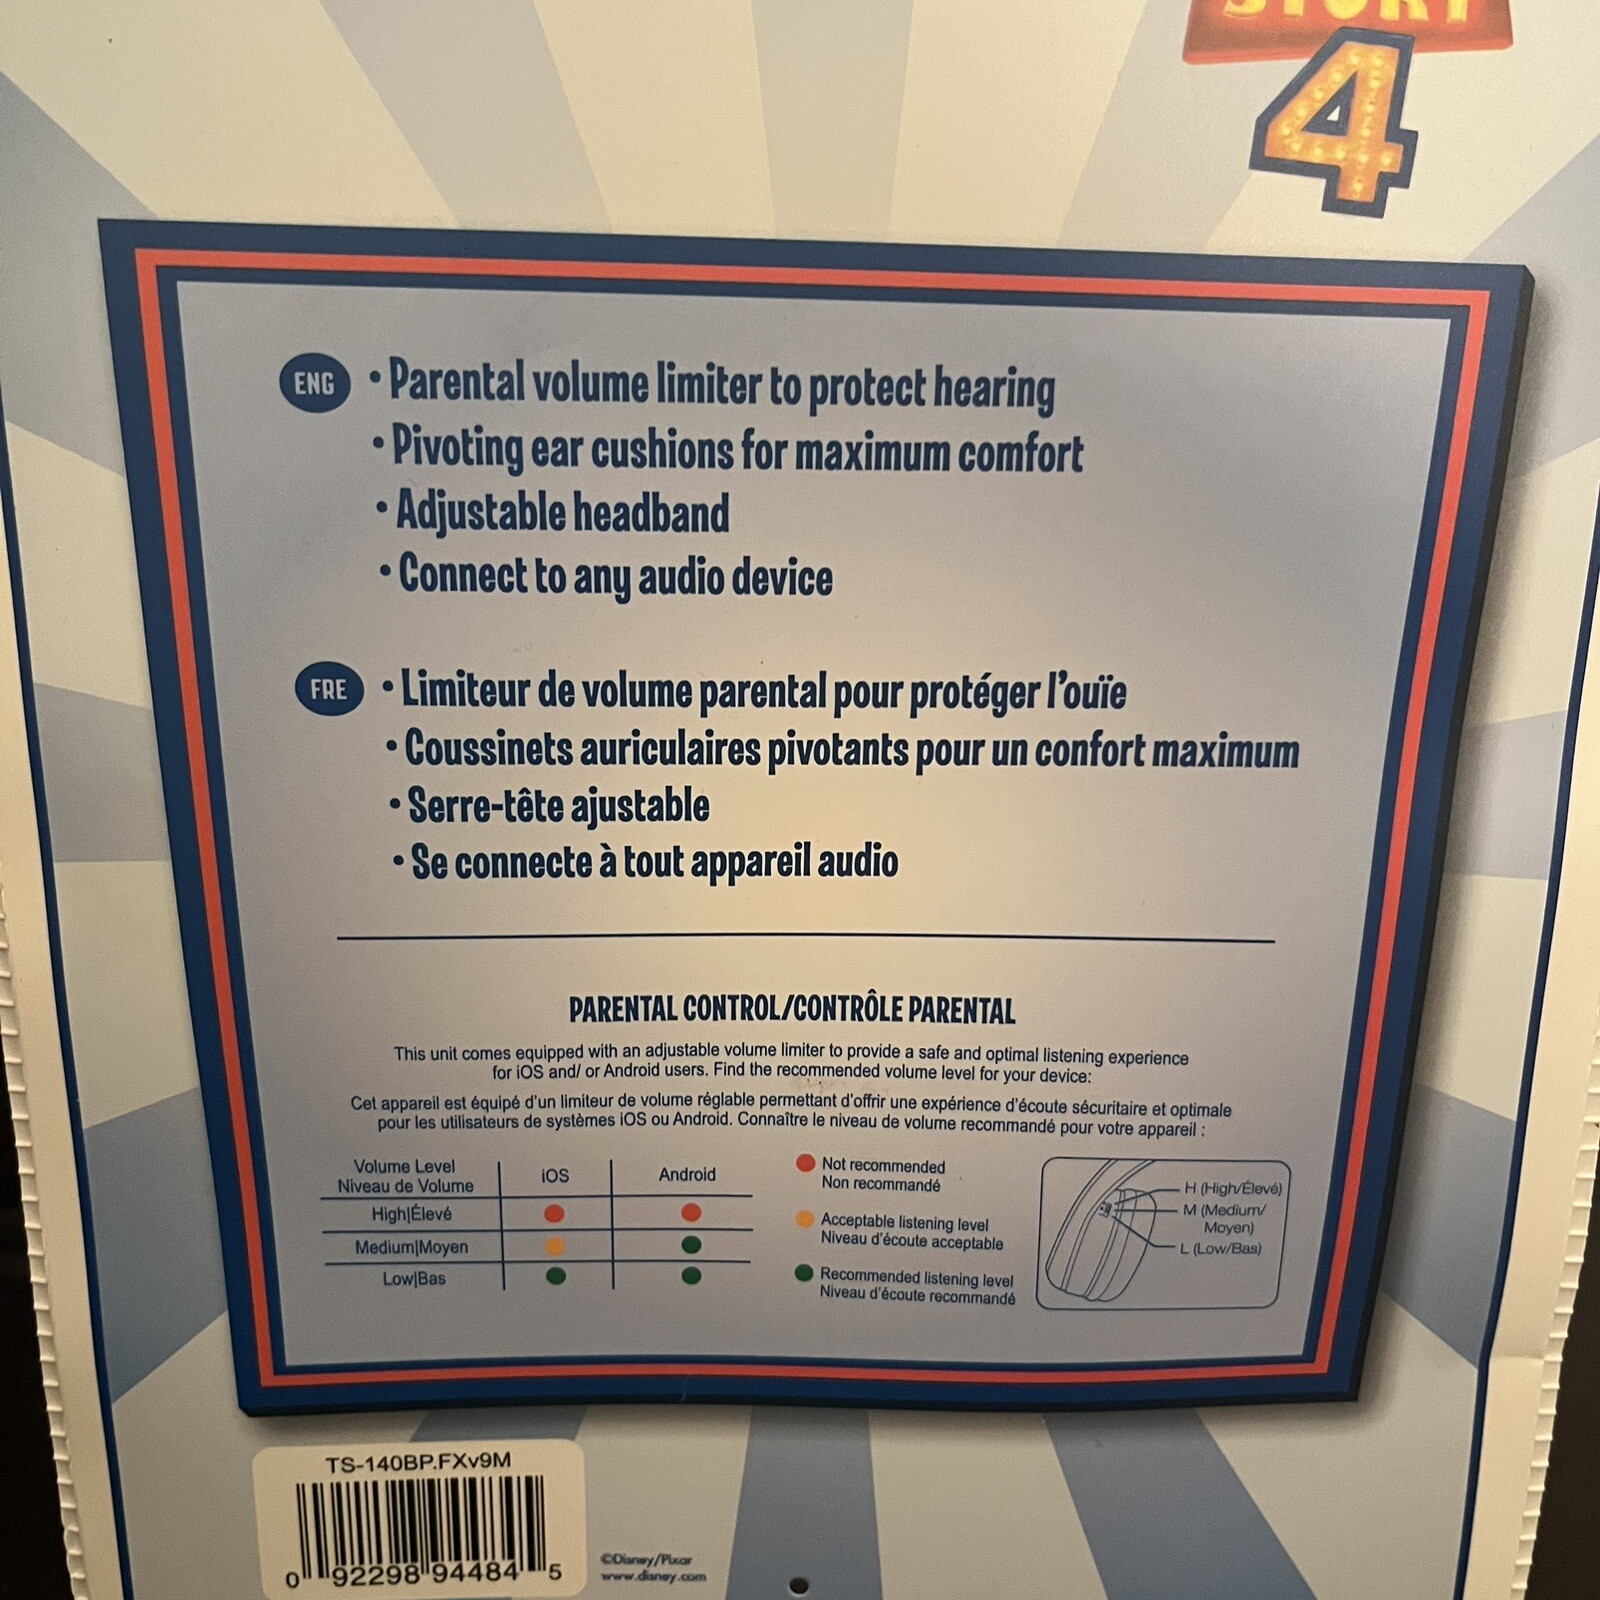 STORY
4
ENG
• Parental volume limiter to protect hearing
• Pivoting ear cushions for maximum comfort
• Adjustable headband
• Connect to any audio device
FRE
• Limiteur de volume parental pour protéger l'ouïe
• Coussinets auriculaires pivotants pour un confort maximum
• Serre-tête ajustable
• Se connecte à tout appareil audio
PARENTAL CONTROL/CONTRÔLE PARENTAL
This unit comes equipped with an adjustable volume limiter to provide a safe and optimal listening experience
for iOS and/ or Android users. Find the recommended volume level for your device:
Cet appareil est équipé d'un limiteur de volume réglable permettant d'offrir une expérience d'écoute sécuritaire et optimale
pour les utilisateurs de systèmes iOS ou Android. Connaître le niveau de volume recommandé pour votre appareil :
Volume Level
Niveau de Volume
iOS
Android
High|Élevé
Medium|Moyen
Low|Bas
Not recommended
Non recommandé
Acceptable listening level
Niveau d'écoute acceptable
Recommended listening level
Niveau d'écoute recommandé
H (High/Élevé)
M (Medium/
Moyen)
L (Low/Bas)
TS-140BP.FXv9M
0 92298 94484 5
©Disney/Pixar
www.disney.com